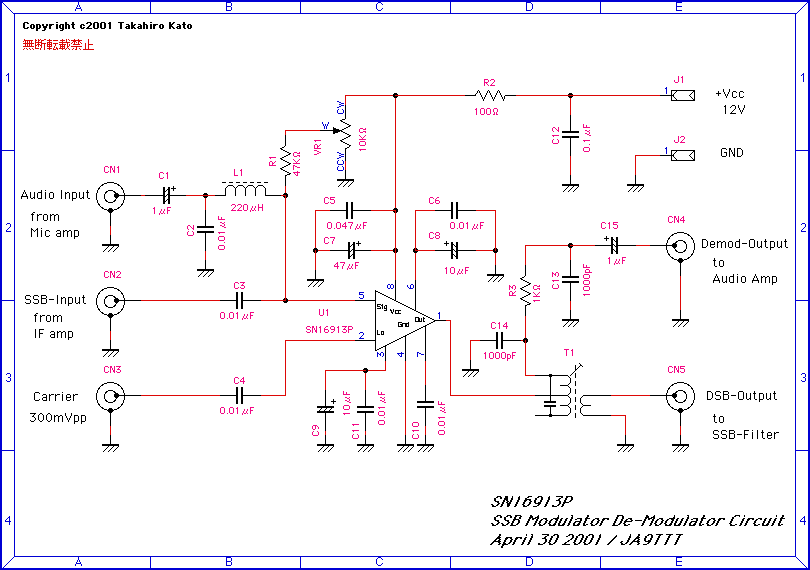 A B C D E
Copyright c2001 Takahiro Kato
無断転載禁止
1 1
2 2
3 3
4 4
J1
1
+Vcc
12V
R2
100Ω
C12
0.1μF
J2
1
GND
CW
W
VR1
10KΩ
CCW
R1
47KΩ
CN1
Audio Input
from
Mic amp
C1
+
1μF
L1
220μH
C2
0.01μF
C5
0.047μF
C6
0.01μF
C7
+
47μF
C8
+
10μF
C15
+
1μF
CN4
Demod-Output
to
Audio Amp
C13
1000pF
R3
1KΩ
CN2
SSB-Input
from
IF amp
C3
0.01μF
U1
SN16913P
5
8
6
Sig
Vcc
Out
1
Lo
Gnd
2
3
4
7
C14
1000pF
T1
CN3
Carrier
300mVpp
C4
0.01μF
C9
+
10μF
C11
0.01μF
C10
0.01μF
CN5
DSB-Output
to
SSB-Filter
SN16913P
SSB Modulator De-Modulator Circuit
April 30 2001 / JA9TTT
A B C D E